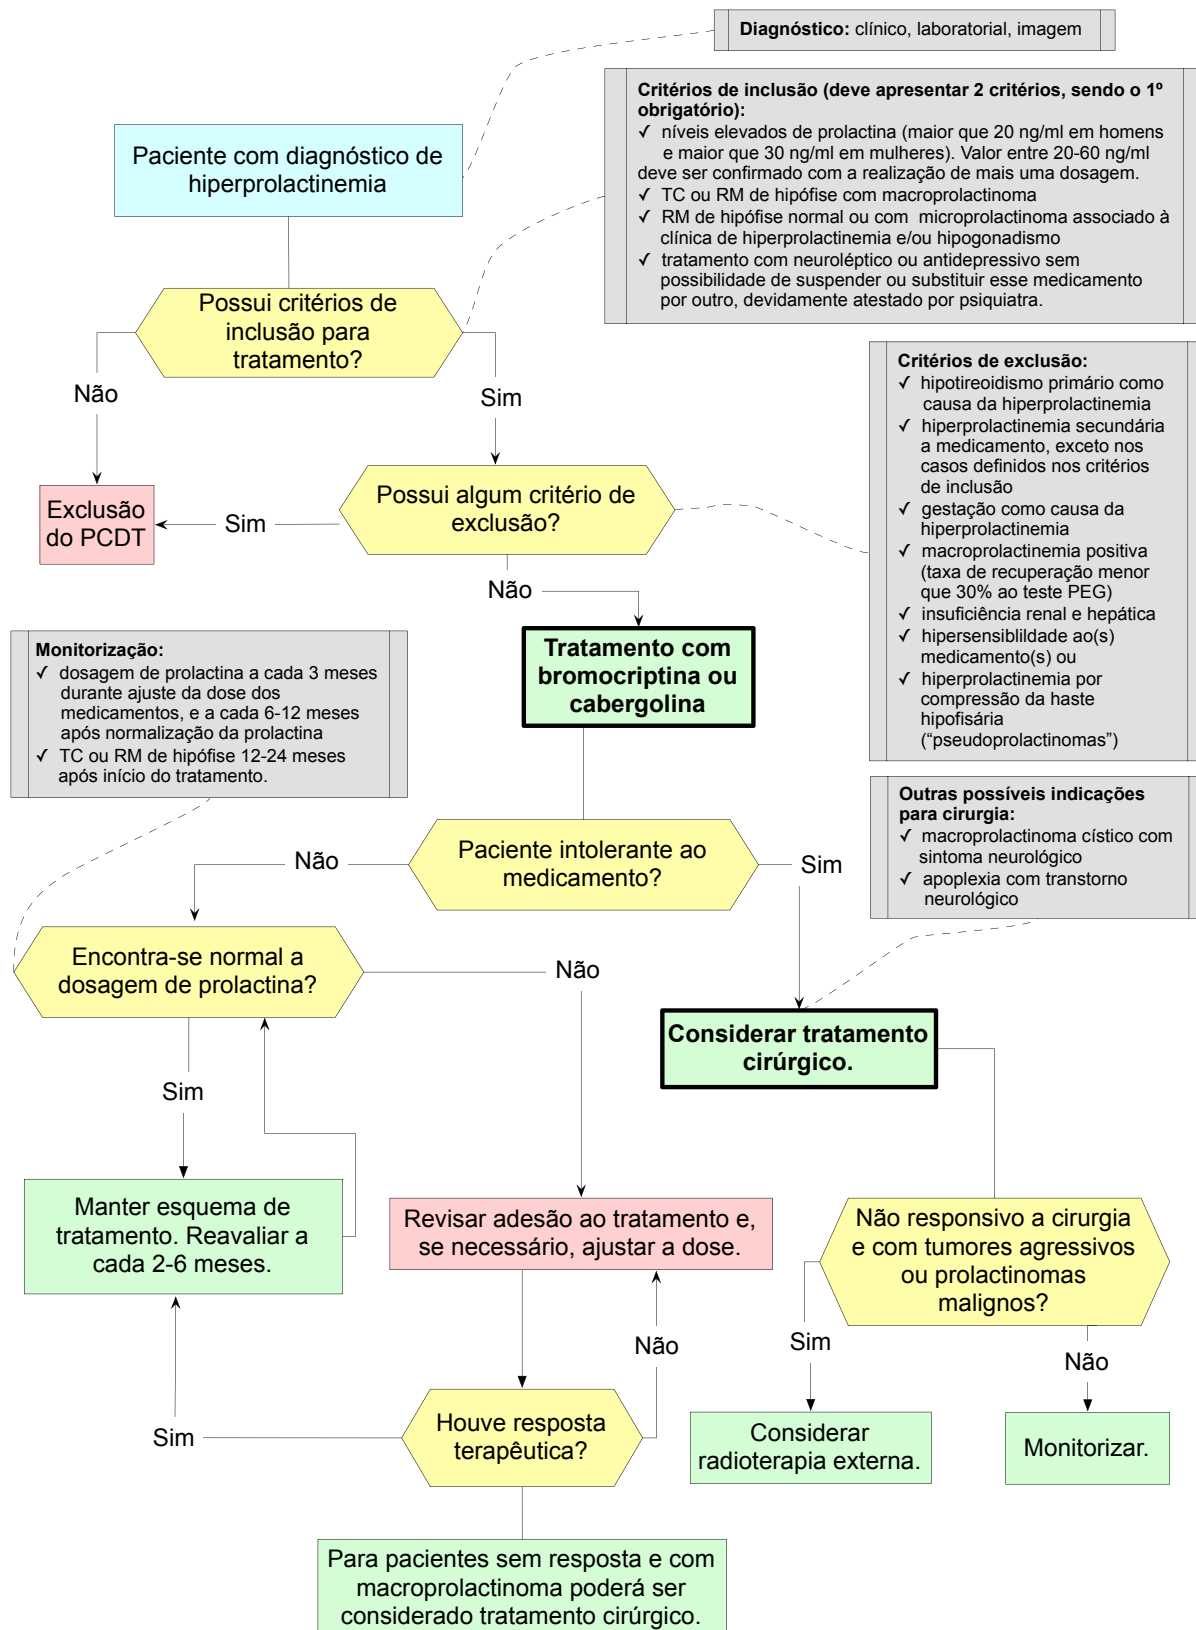 Diagnóstico: clínico, laboratorial, imagem
Critérios de inclusão (deve apresentar 2 critérios, sendo o 1º
obrigatório):
✓ níveis elevados de prolactina (maior que 20 ng/ml em homens
e maior que 30 ng/ml em mulheres). Valor entre 20-60 ng/ml
deve ser confirmado com a realização de mais uma dosagem.
✓ TC ou RM de hipófise com macroprolactinoma
✓ RM de hipófise normal ou com microprolactinoma associado à
clínica de hiperprolactinemia e/ou hipogonadismo
✓ tratamento com neuroléptico ou antidepressivo sem
possibilidade de suspender ou substituir esse medicamento
por outro, devidamente atestado por psiquiatra.
Paciente com diagnóstico de
hiperprolactinemia
Possui critérios de
inclusão para
tratamento?
Não
Sim
Critérios de exclusão:
✓ hipotireoidismo primário como
causa da hiperprolactinemia
✓ hiperprolactinemia secundária
a medicamento, exceto nos
casos definidos nos critérios
de inclusão
✓ gestação como causa da
hiperprolactinemia
✓ macroprolactinemia positiva
(taxa de recuperação menor
que 30% ao teste PEG)
✓ insuficiência renal e hepática
✓ hipersensiblildade ao(s)
medicamento(s) ou
✓ hiperprolactinemia por
compressão da haste
hipofisária
(“pseudoprolactinomas”)
Possui algum critério de
exclusão?
Sim
Exclusão
do PCDT
Não
Tratamento com
bromocriptina ou
cabergolina
Monitorização:
✓ dosagem de prolactina a cada 3 meses
durante ajuste da dose dos
medicamentos, e a cada 6-12 meses
após normalização da prolactina
✓ TC ou RM de hipófise 12-24 meses
após início do tratamento.
Outras possíveis indicações
para cirurgia:
✓ macroprolactinoma cístico com
sintoma neurológico
✓ apoplexia com transtorno
neurológico
Paciente intolerante ao
medicamento?
Não
Sim
Encontra-se normal a
dosagem de prolactina?
Não
Sim
Considerar tratamento
cirúrgico.
Manter esquema de
tratamento. Reavaliar a
cada 2-6 meses.
Revisar adesão ao tratamento e,
se necessário, ajustar a dose.
Não responsivo a cirurgia
e com tumores agressivos
ou prolactinomas
malignos?
Não
Sim
Não
Houve resposta
terapêutica?
Sim
Considerar
radioterapia externa.
Monitorizar.
Para pacientes sem resposta e com
macroprolactinoma poderá ser
considerado tratamento cirúrgico.